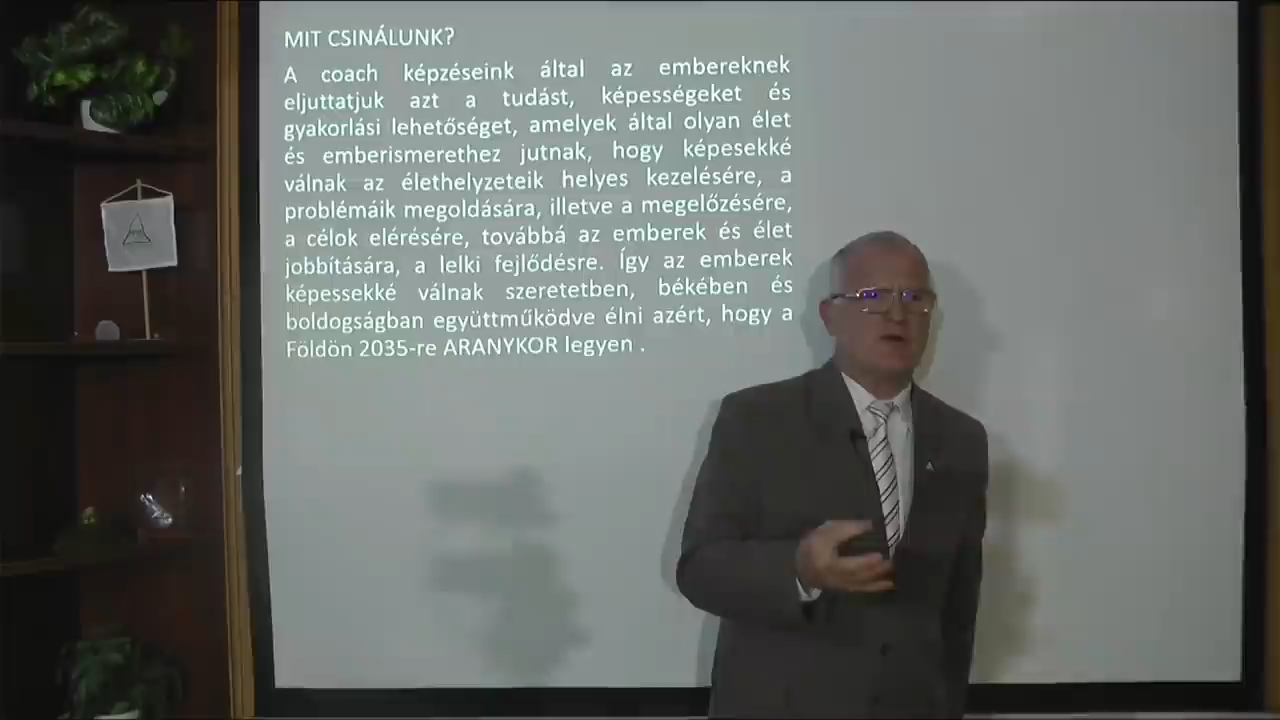 MIT CSINÁLUNK?
A coach képzéseink által az embereknek
eljuttatjuk azt a tudást, képességeket és
gyakorlási lehetőséget, amelyek által olyan élet
és emberismerethez jutnak, hogy képesekké
válnak az élethelyzeteik helyes kezelésére, a
problémáik megoldására, illetve a megelőzésére,
a célok elérésére, továbbá az emberek és élet
jobbítására, a lelki fejlődésre. Így az emberek
képessekké válnak szeretetben, békében és
boldogságban együttműködve élni azért, hogy a
Földön 2035-re ARANYKOR legyen .